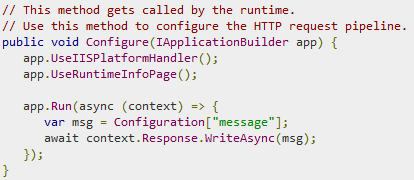 // This method gets called by the runtime.
// Use this method to configure the HTTP request pipeline.
public void Configure(IApplicationBuilder app) {
   app.UseIISPlatformHandler();
   app.UseRuntimeInfoPage();

   app.Run(async (context) => {
      var msg = Configuration["message"];
      await context.Response.WriteAsync(msg);
   });
}